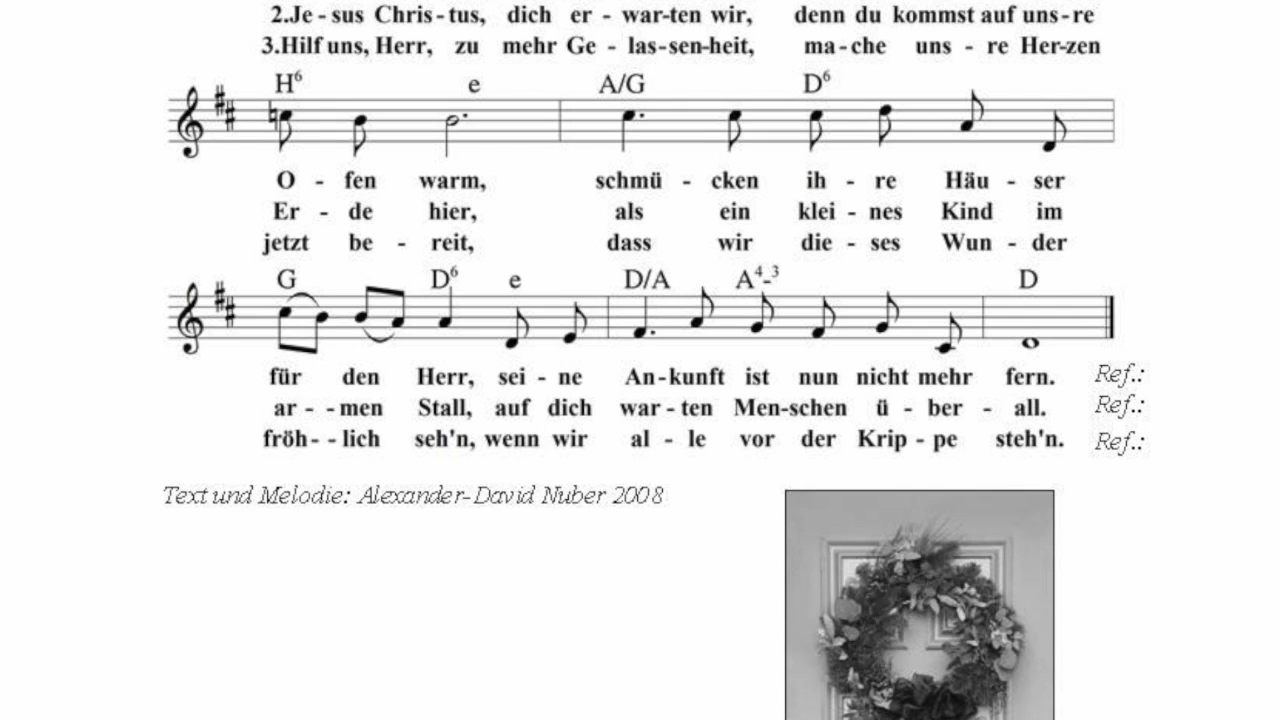 2.Je - sus Chris - tus, dich er - war-ten wir, denn du kommst auf uns - re
3.Hilf uns, Herr, zu mehr Ge - las-sen-heit, ma - che uns - re Her-zen
H6 e A/G D6
O - fen warm, schmü - cken ih - re Häu - ser
Er - de hier, als ein klei - nes Kind im
jetzt be - reit, dass wir die - ses Wun - der
G D6 e D/A A4-3 D
für den Herr, sei - ne An - kunft ist nun nicht mehr fern. Ref.:
ar - - men Stall, auf dich war - ten Men-schen ü - ber - all. Ref.:
fröh - - lich seh'n, wenn wir al - le vor der Krip - pe steh'n. Ref.:
Text und Melodie: Alexander-David Nuber 2008